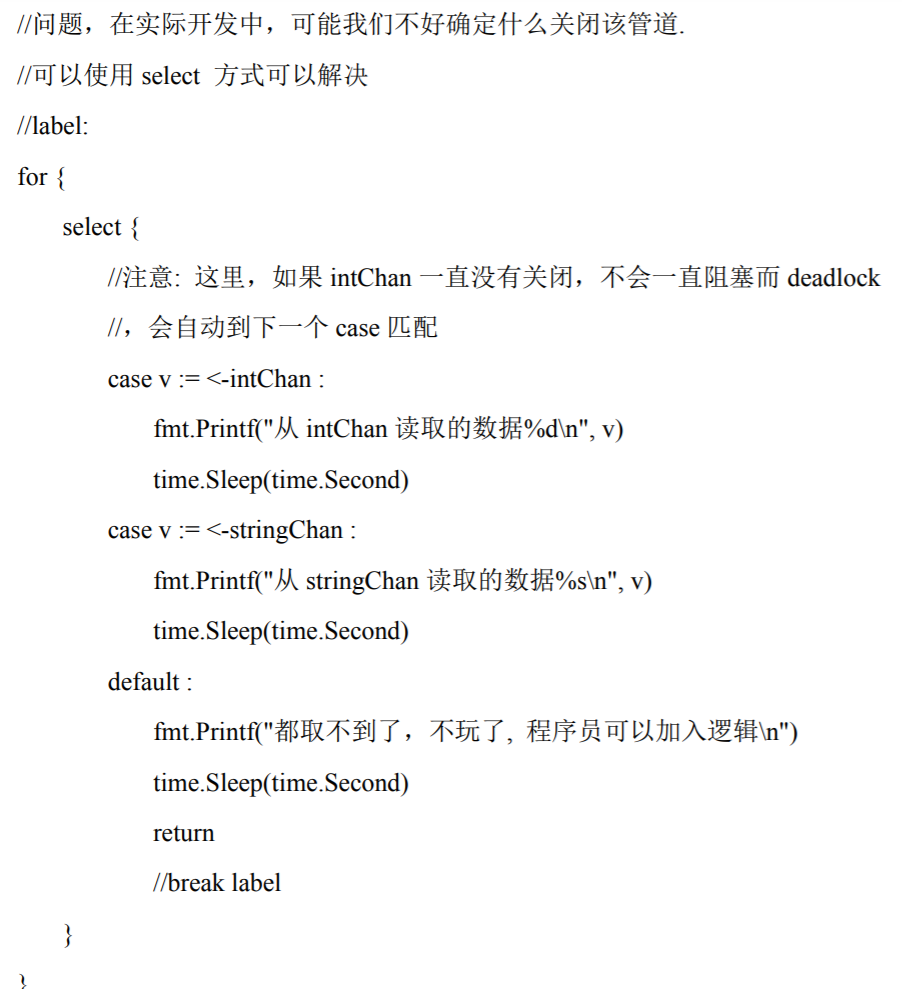 //问题，在实际开发中，可能我们不好确定什么关闭该管道.
//可以使用 select 方式可以解决
//label:
for {
select {
//注意: 这里，如果 intChan 一直没有关闭，不会一直阻塞而 deadlock
//，会自动到下一个 case 匹配
case v := <-intChan :
fmt.Printf("从 intChan 读取的数据%d\n", v)
time.Sleep(time.Second)
case v := <-stringChan :
fmt.Printf("从 stringChan 读取的数据%s\n", v)
time.Sleep(time.Second)
default :
fmt.Printf("都取不到了，不玩了, 程序员可以加入逻辑\n")
time.Sleep(time.Second)
return
//break label
}
}